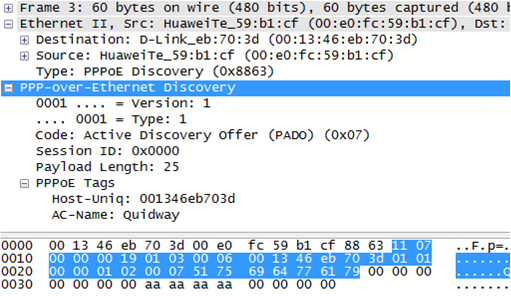 Frame 3: 60 bytes on wire (480 bits), 60 bytes captured (480 b
Ethernet II, Src: HuaweiTe_59:b1:cf (00:e0:fc:59:b1:cf), Dst:
Destination: D-Link_eb:70:3d (00:13:46:eb:70:3d)
Source: HuaweiTe_59:b1:cf (00:e0:fc:59:b1:cf)
Type: PPPoE Discovery (0x8863)
PPP-over-Ethernet Discovery
0001 .... = Version: 1
.... 0001 = Type: 1
Code: Active Discovery Offer (PADO) (0x07)
Session ID: 0x0000
Payload Length: 25
PPPoE Tags
Host-Uniq: 001346eb703d
AC-Name: Quidway
0000 00 13 46 eb 70 3d 00 e0 fc 59 b1 cf 88 63 11 07 ..F.p=.
0010 00 00 00 19 01 03 00 06 00 13 46 eb 70 3d 01 01 .......
0020 00 00 01 02 00 07 51 75 69 64 77 61 79 00 00 00 ......Q
0030 00 00 00 aa aa aa aa 00 00 00 00 00